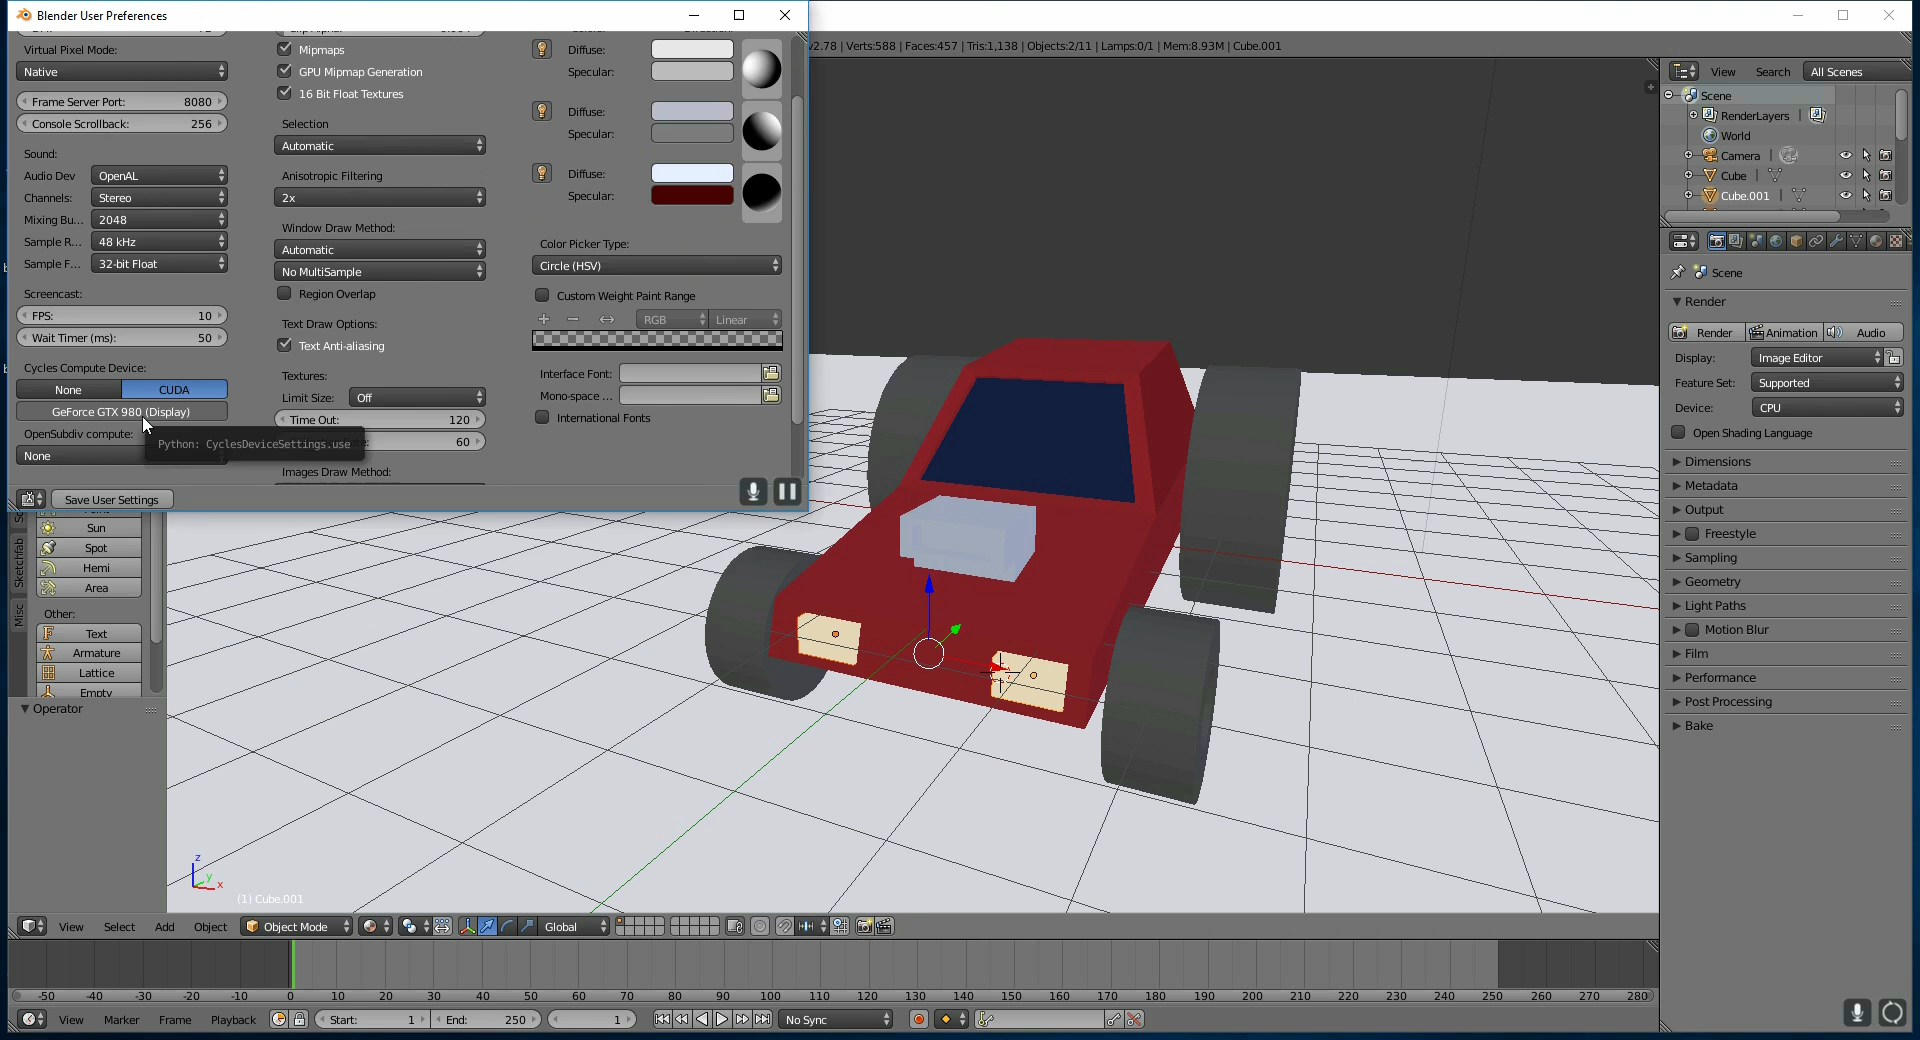 Blender User Preferences
Virtual Pixel Mode:
Native
Frame Server Port: 8080
Console Scrollback: 256
Sound:
Audio Dev OpenAL
Channels: Stereo
Mixing Bu... 2048
Sample R... 48 kHz
Sample F... 32-bit Float
Screencast:
FPS: 10
Wait Timer (ms): 50
Cycles Compute Device:
None CUDA
GeForce GTX 980 (Display)
OpenSubdiv compute:
None
Python: CyclesDeviceSettings.use
Mipmaps
GPU Mipmap Generation
16 Bit Float Textures
Selection
Automatic
Anisotropic Filtering
2x
Window Draw Method:
Automatic
No MultiSample
Region Overlap
Text Draw Options:
Text Anti-aliasing
Textures:
Limit Size: Off
Time Out: 120
60
Images Draw Method:
Diffuse:
Specular:
Diffuse:
Specular:
Diffuse:
Specular:
Color Picker Type:
Circle (HSV)
Custom Weight Paint Range
RGB Linear
Interface Font:
Mono-space ...
International Fonts
Save User Settings
v2.78 | Verts:588 | Faces:457 | Tris:1,138 | Objects:2/11 | Lamps:0/1 | Mem:8.93M | Cube.001
View Search All Scenes
Scene
RenderLayers
World
Camera
Cube
Cube.001
Scene
Render
Render Animation Audio
Display: Image Editor
Feature Set: Supported
Device: CPU
Open Shading Language
Dimensions
Metadata
Output
Freestyle
Sampling
Geometry
Light Paths
Motion Blur
Film
Performance
Post Processing
Bake
Sketchfab
Misc
Sun
Spot
Hemi
Area
Other:
Text
Armature
Lattice
Empty
Operator
z
y
x
(1) Cube.001
View Select Add Object Object Mode Global
-50 -40 -30 -20 -10 0 10 20 30 40 50 60 70 80 90 100 110 120 130 140 150 160 170 180 190 200 210 220 230 240 250 260 270 280
View Marker Frame Playback Start: 1 End: 250 1 No Sync